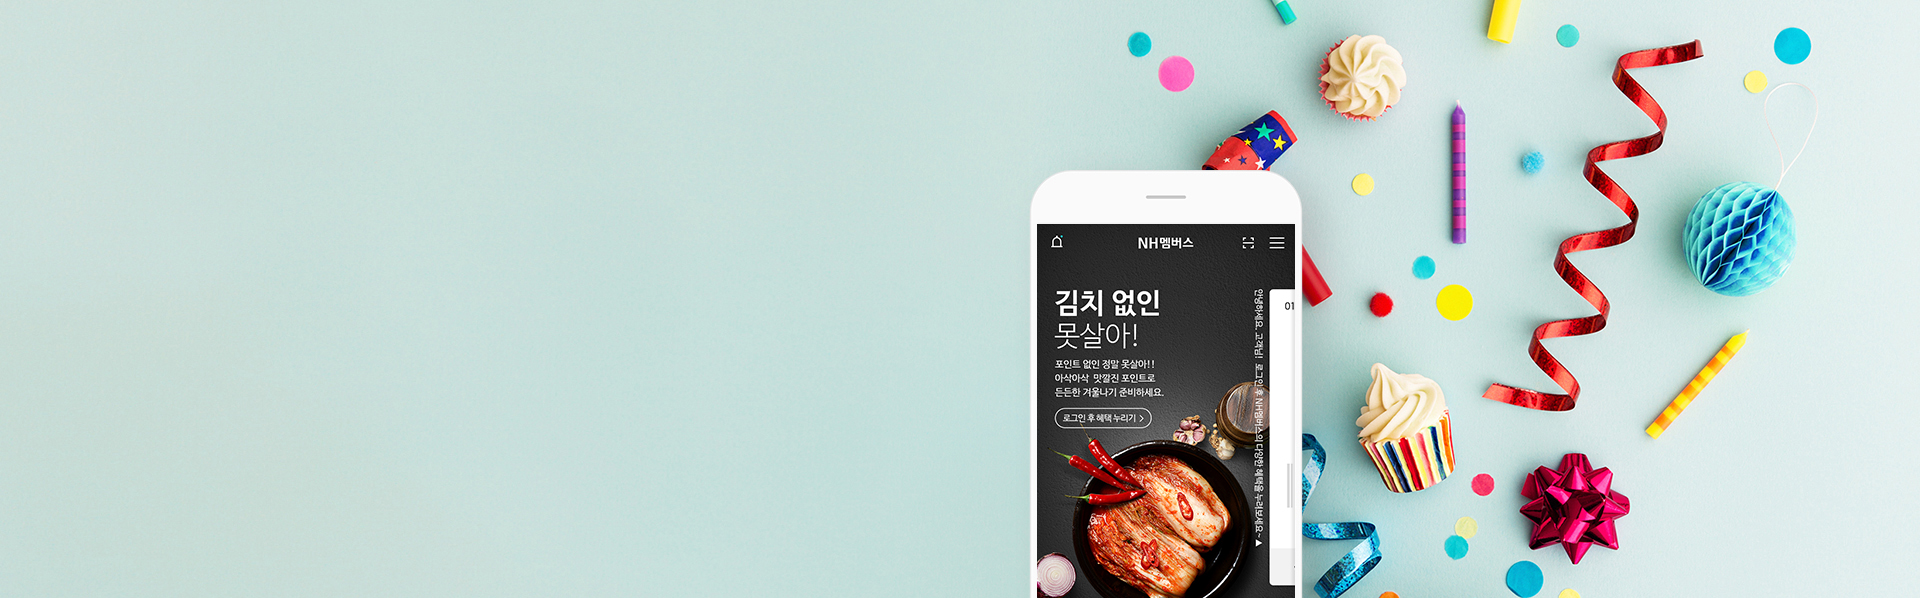 NH멤버스
김치 없인
못살아!
포인트 없인 정말 못살아!!
아삭아삭 맛깔진 포인트로
든든한 겨울나기 준비하세요.
로그인 후 혜택 누리기 >
안녕하세요. 고객님! 로그인 후 NH멤버스의 다양한 혜택을 누려보세요~▲
01